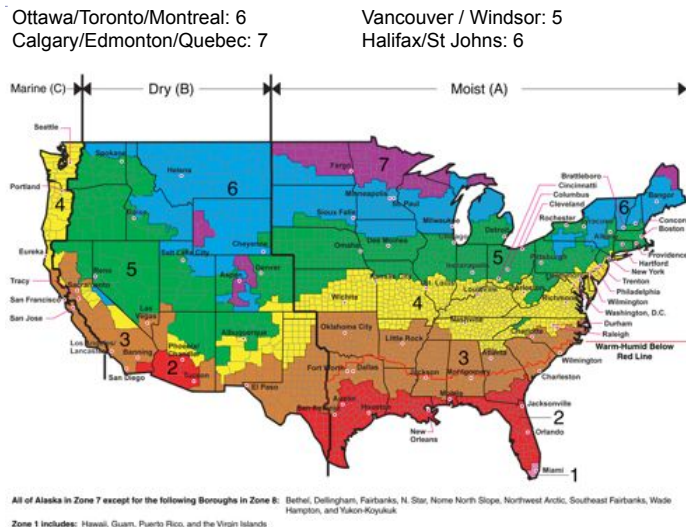 Ottawa/Toronto/Montreal: 6
Vancouver / Windsor: 5
Calgary/Edmonton/Quebec: 7
Halifax/St Johns: 6
Marine (C)
Dry (B)
Moist (A)
Seattle
Spokane
Portland
4
Helena
6
Fargo
7
Minneapolis
St. Paul
Brattleboro
Cincinnati
Columbus
Cleveland
Rochester
6
Bangor
Boise
Sioux Falls
Milwaukee
Detroit
Concord
Boston
Eureka
Salt Lake City
Cheyenne
Omaha
Des Moines
Chicago
Pittsburgh
Providence
Hartford
New York
Reno
5
Aspen
Denver
Indianapolis
5
Trenton
Tracy
Sacramento
Wichita
4
St. Louis
Louisville
Charleston
Richmond
Philadelphia
Wilmington
San Francisco
San Jose
Las Vegas
Washington, D.C.
Albuquerque
Oklahoma City
Nashville
Charlotte
Durham
Raleigh
Los Angeles/
Lancaster
3
Banning
Phoenix/
Chandler
Little Rock
Atlanta
Warm-Humid Below
Red Line
2
Tucson
Fort Worth
Dallas
3
Wilmington
San Diego
El Paso
Jackson
Montgomery
Charleston
Austin
San Antonio
Houston
Mobile
Jacksonville
2
New
Orleans
Orlando
Miami
1
All of Alaska in Zone 7 except for the following Boroughs in Zone 8: Bethel, Dellingham, Fairbanks, N. Star, Nome North Slope, Northwest Arctic, Southeast Fairbanks, Wade
Hampton, and Yukon-Koyukuk
Zone 1 includes: Hawaii, Guam, Puerto Rico, and the Virgin Islands